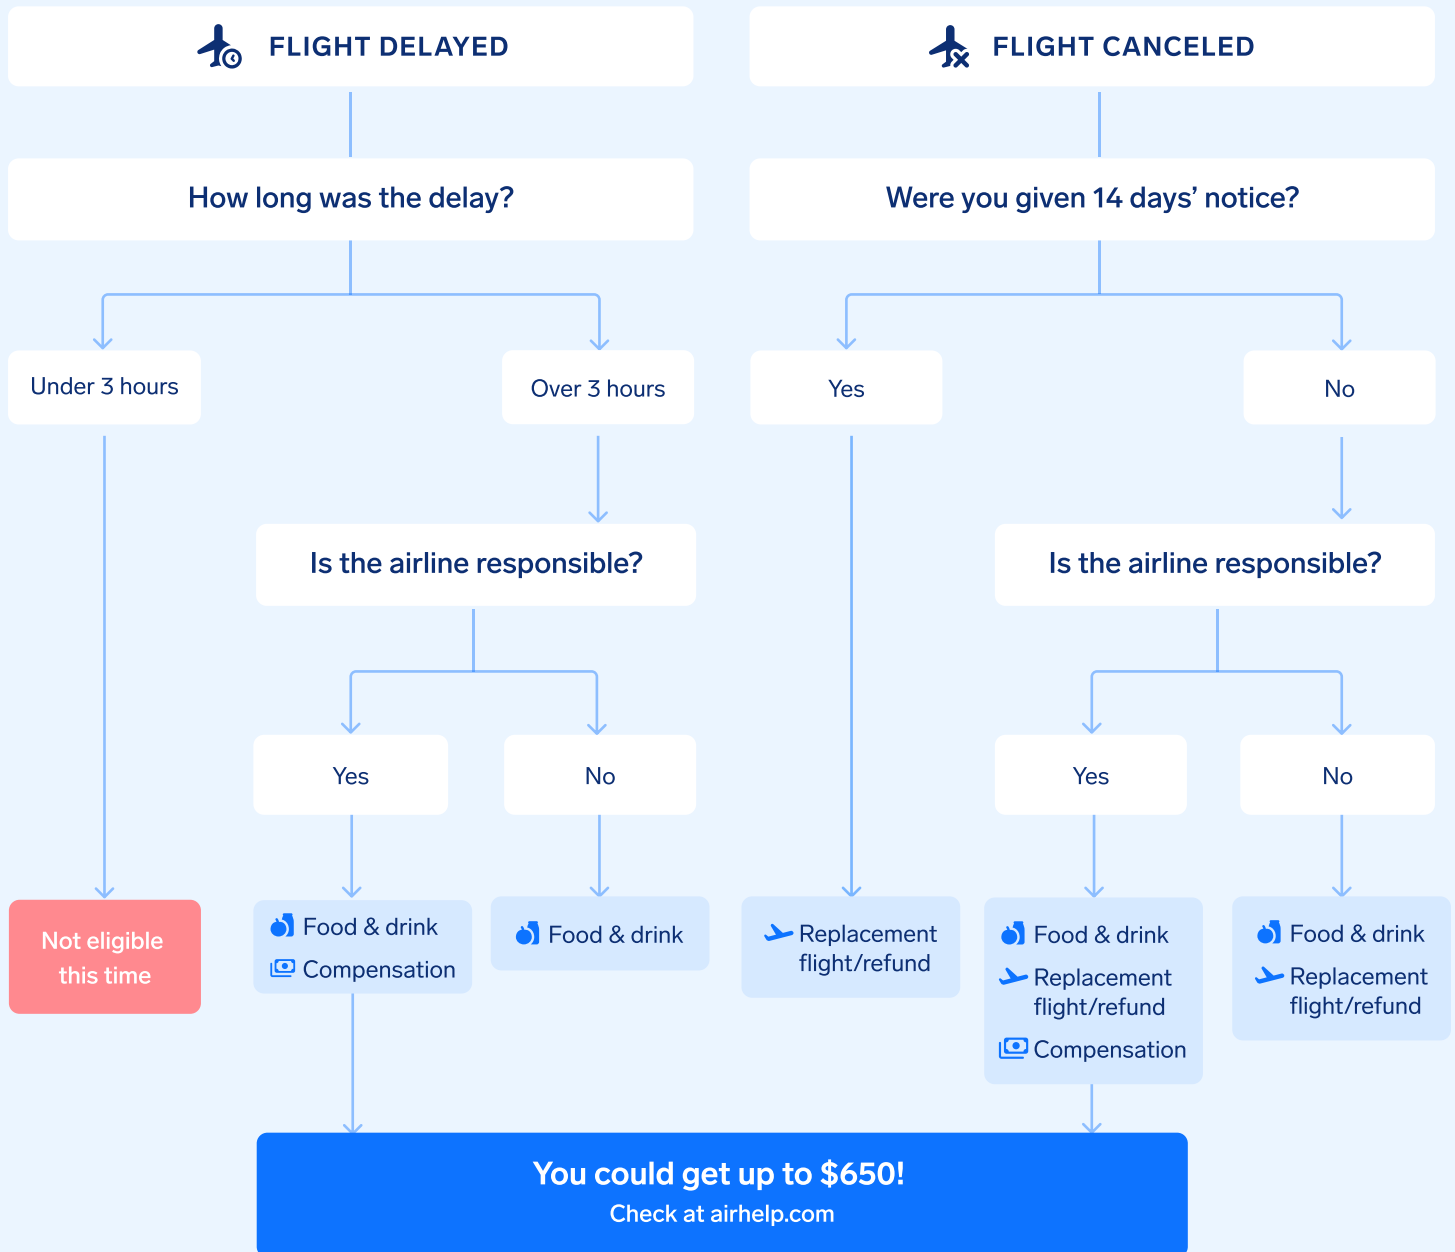 FLIGHT DELAYED
FLIGHT CANCELED
How long was the delay?
Were you given 14 days’ notice?
Under 3 hours
Over 3 hours
Yes
No
Is the airline responsible?
Is the airline responsible?
Yes
No
Yes
No
Not eligible
this time
Food & drink
Compensation
Food & drink
Replacement
flight/refund
Food & drink
Replacement
flight/refund
Compensation
Food & drink
Replacement
flight/refund
You could get up to $650!
Check at airhelp.com